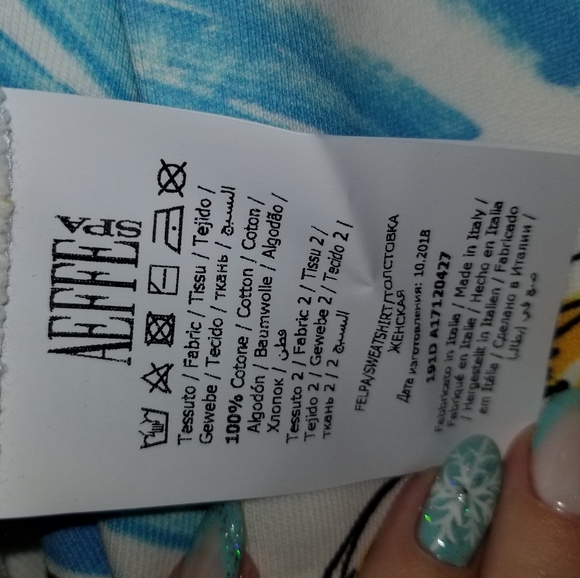 AEFFE SPA
Tessuto / Fabric / Tissu / Tejido /
Gewebe / Tecido / ткань / النسيج
100% Cotone / Cotton / Coton /
Algodón / Baumwolle / Algodão /
Хлопок / قطن
Tessuto 2 / Fabric 2 / Tissu 2 /
Tejido 2 / Gewebe 2 / Tecido 2 /
ткань 2 / 2 النسيج
FELPA/SWEATSHIRT/ТОЛСТОВКА
ЖЕНСКАЯ
Дата изготовления: 10.2018
191D A17120427
Fabbricato in Italia / Made in Italy /
Fabriqué en Italie / Hecho en Italia
/ Hergestellt in Italien / Fabricado
em Italia / Сделано в Италии /
صنع في إيطاليا